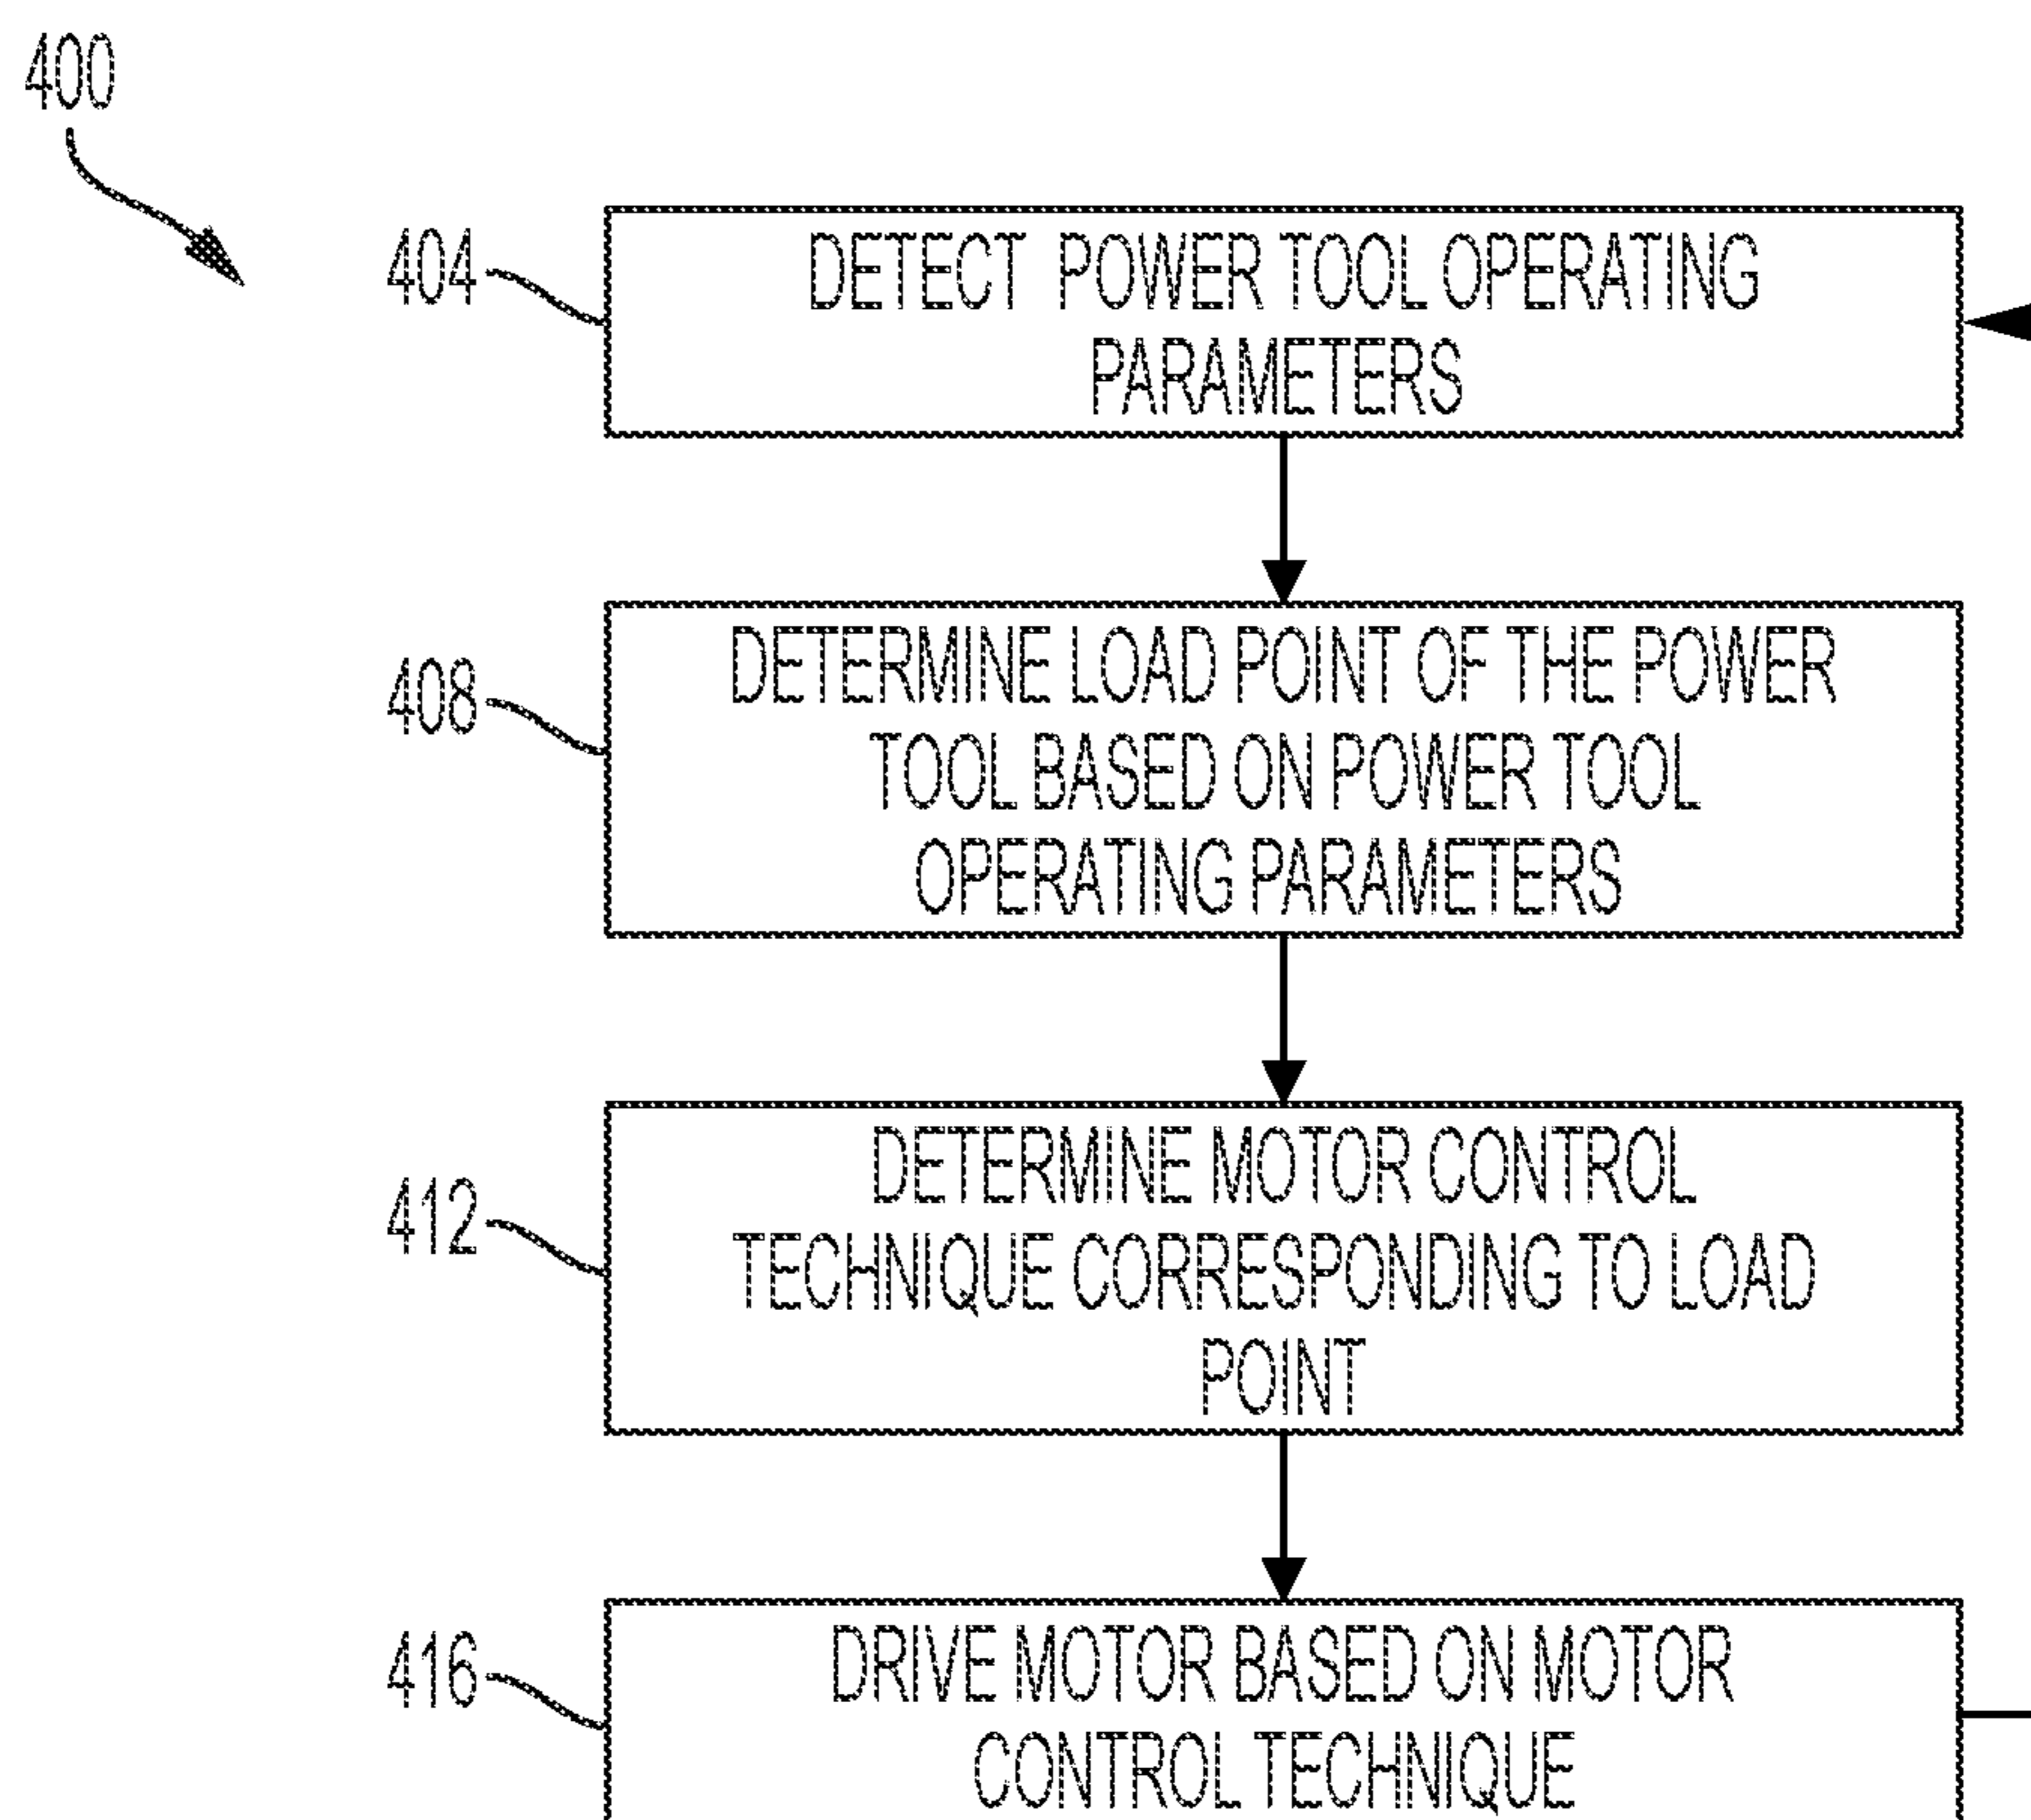 400
404
DETECT POWER TOOL OPERATING
PARAMETERS
408
DETERMINE LOAD POINT OF THE POWER
TOOL BASED ON POWER TOOL
OPERATING PARAMETERS
412
DETERMINE MOTOR CONTROL
TECHNIQUE CORRESPONDING TO LOAD
POINT
416
DRIVE MOTOR BASED ON MOTOR
CONTROL TECHNIQUE